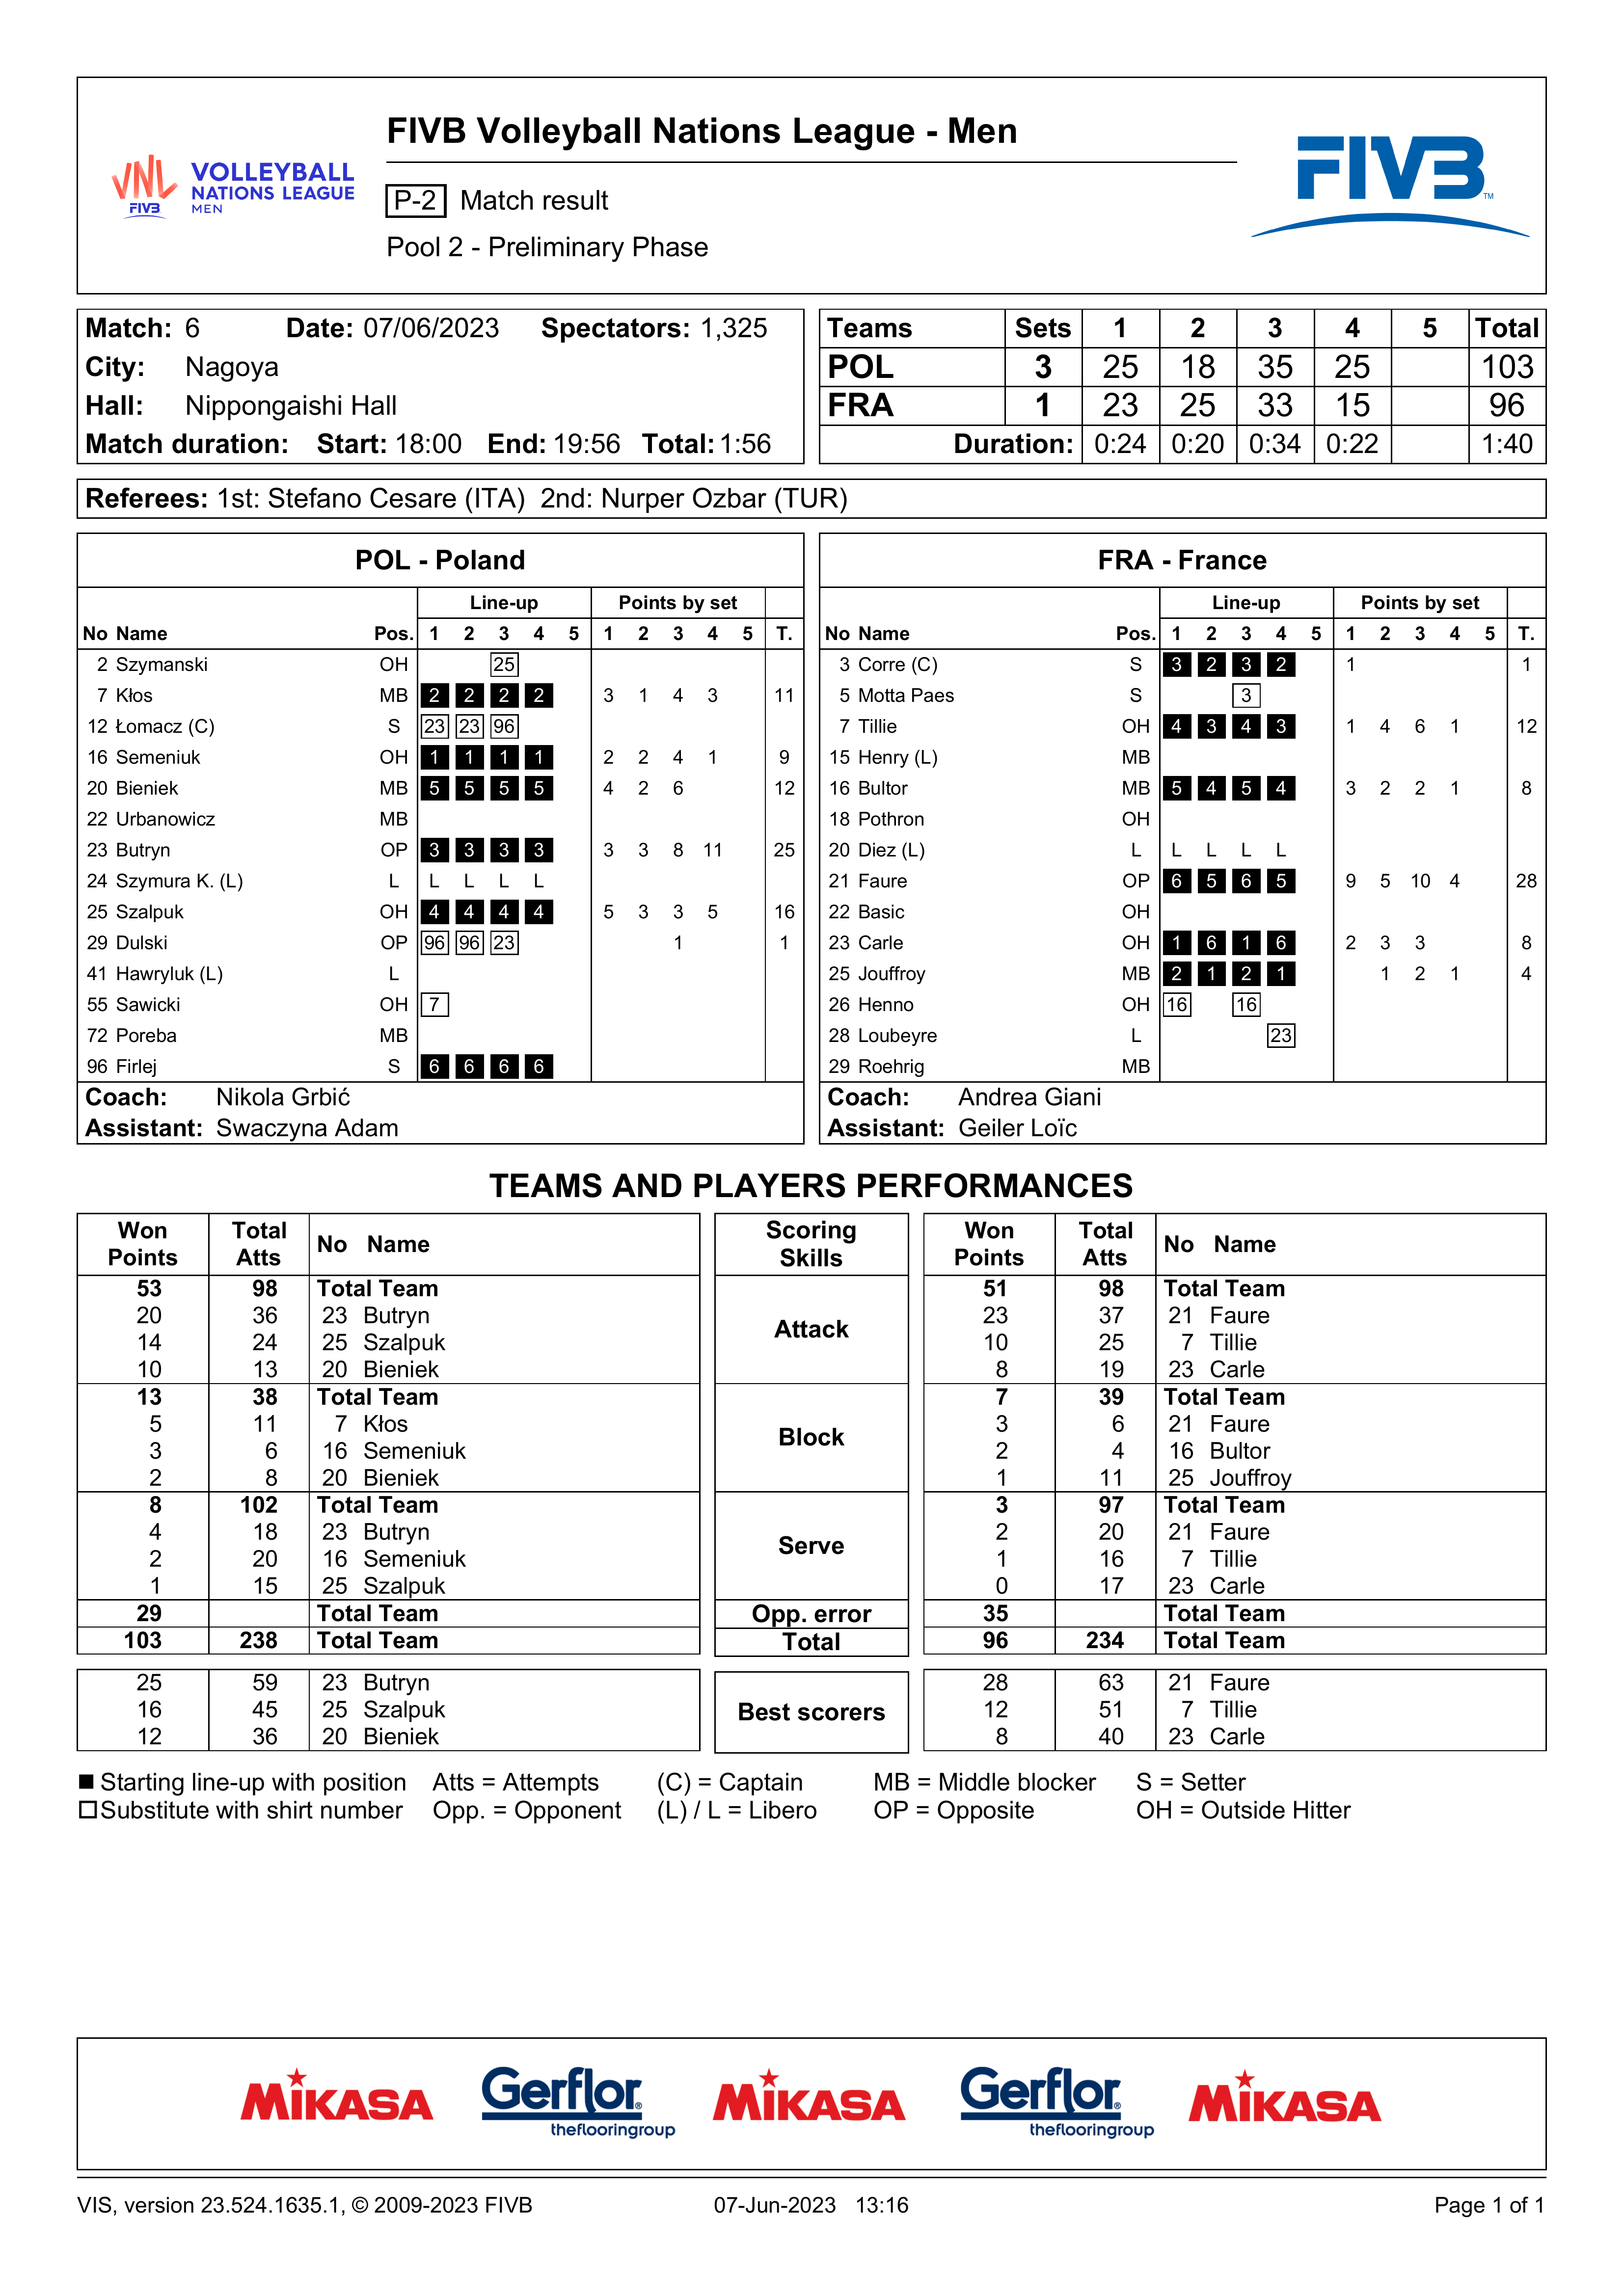 FIVB Volleyball Nations League - Men
VNL FIVB
VOLLEYBALL
NATIONS LEAGUE
MEN
P-2 Match result
Pool 2 - Preliminary Phase
FIVB TM
Match: 6 Date: 07/06/2023 Spectators: 1,325
City: Nagoya
Hall: Nippongaishi Hall
Match duration: Start: 18:00 End: 19:56 Total: 1:56
Teams Sets 1 2 3 4 5 Total
POL 3 25 18 35 25 103
FRA 1 23 25 33 15 96
Duration: 0:24 0:20 0:34 0:22 1:40
Referees: 1st: Stefano Cesare (ITA) 2nd: Nurper Ozbar (TUR)
POL - Poland
Line-up Points by set
No Name Pos. 1 2 3 4 5 1 2 3 4 5 T.
2 Szymanski OH 25
7 Kłos MB 2 2 2 2 3 1 4 3 11
12 Łomacz (C) S 23 23 96
16 Semeniuk OH 1 1 1 1 2 2 4 1 9
20 Bieniek MB 5 5 5 5 4 2 6 12
22 Urbanowicz MB
23 Butryn OP 3 3 3 3 3 3 8 11 25
24 Szymura K. (L) L L L L L
25 Szalpuk OH 4 4 4 4 5 3 3 5 16
29 Dulski OP 96 96 23 1 1
41 Hawryluk (L) L
55 Sawicki OH 7
72 Poreba MB
96 Firlej S 6 6 6 6
Coach: Nikola Grbić
Assistant: Swaczyna Adam
FRA - France
Line-up Points by set
No Name Pos. 1 2 3 4 5 1 2 3 4 5 T.
3 Corre (C) S 3 2 3 2 1 1
5 Motta Paes S 3
7 Tillie OH 4 3 4 3 1 4 6 1 12
15 Henry (L) MB
16 Bultor MB 5 4 5 4 3 2 2 1 8
18 Pothron OH
20 Diez (L) L L L L L
21 Faure OP 6 5 6 5 9 5 10 4 28
22 Basic OH
23 Carle OH 1 6 1 6 2 3 3 8
25 Jouffroy MB 2 1 2 1 1 2 1 4
26 Henno OH 16 16
28 Loubeyre L 23
29 Roehrig MB
Coach: Andrea Giani
Assistant: Geiler Loïc
TEAMS AND PLAYERS PERFORMANCES
Won Points Total Atts No Name Scoring Skills Won Points Total Atts No Name
53 98 Total Team Attack 51 98 Total Team
20 36 23 Butryn 23 37 21 Faure
14 24 25 Szalpuk 10 25 7 Tillie
10 13 20 Bieniek 8 19 23 Carle
13 38 Total Team Block 7 39 Total Team
5 11 7 Kłos 3 6 21 Faure
3 6 16 Semeniuk 2 4 16 Bultor
2 8 20 Bieniek 1 11 25 Jouffroy
8 102 Total Team Serve 3 97 Total Team
4 18 23 Butryn 2 20 21 Faure
2 20 16 Semeniuk 1 16 7 Tillie
1 15 25 Szalpuk 0 17 23 Carle
29 Total Team Opp. error 35 Total Team
103 238 Total Team Total 96 234 Total Team
25 59 23 Butryn Best scorers 28 63 21 Faure
16 45 25 Szalpuk 12 51 7 Tillie
12 36 20 Bieniek 8 40 23 Carle
Starting line-up with position Atts = Attempts (C) = Captain MB = Middle blocker S = Setter
Substitute with shirt number Opp. = Opponent (L) / L = Libero OP = Opposite OH = Outside Hitter
MIKASA Gerflor® theflooringgroup MIKASA Gerflor® theflooringgroup MIKASA
VIS, version 23.524.1635.1, © 2009-2023 FIVB 07-Jun-2023 13:16 Page 1 of 1